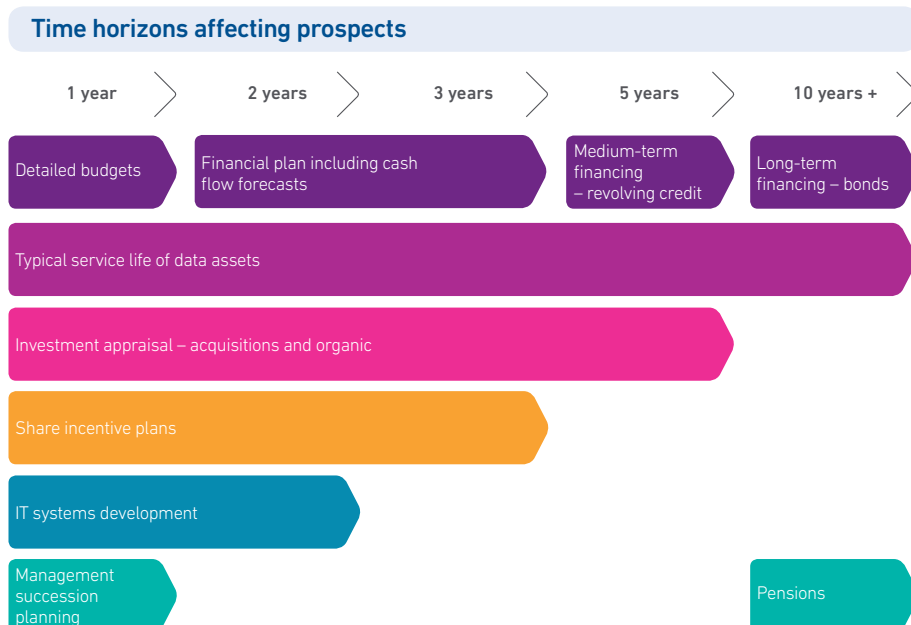 Time horizons affecting prospects
1 year
2 years
3 years
5 years
10 years +
Detailed budgets
Financial plan including cash
flow forecasts
Medium-term
financing
– revolving credit
Long-term
financing – bonds
Typical service life of data assets
Investment appraisal – acquisitions and organic
Share incentive plans
IT systems development
Management
succession
planning
Pensions